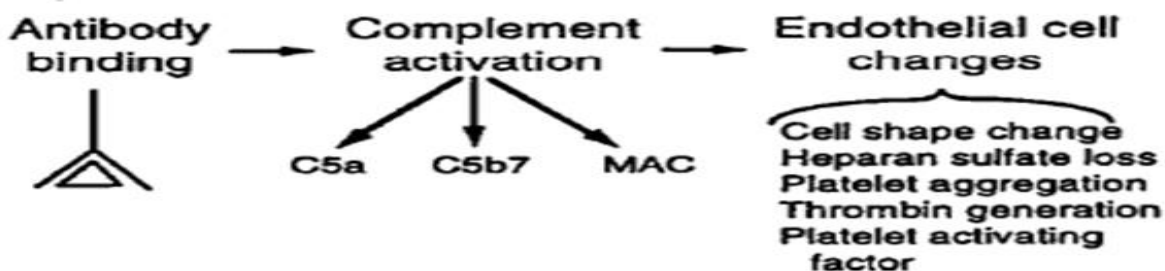 Antibody
binding
Complement
activation
Endothelial cell
changes
C5a
C5b7
MAC
Cell shape change
Heparan sulfate loss
Platelet aggregation
Thrombin generation
Platelet activating
factor